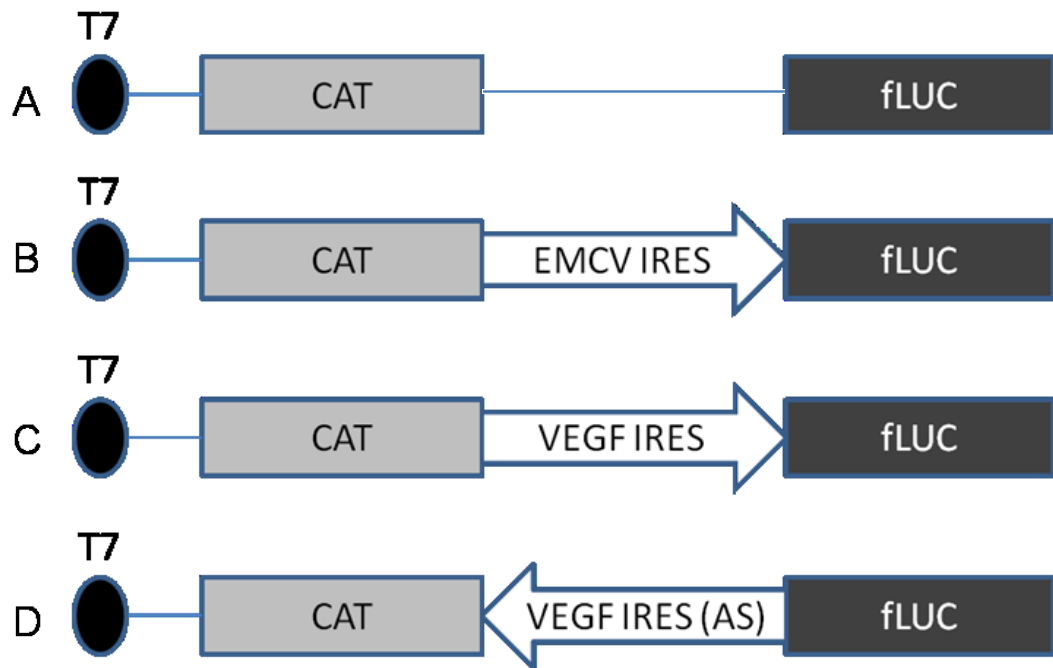 T7
A CAT fLUC
T7
B CAT EMCV IRES fLUC
T7
C CAT VEGF IRES fLUC
T7
D CAT VEGF IRES (AS) fLUC